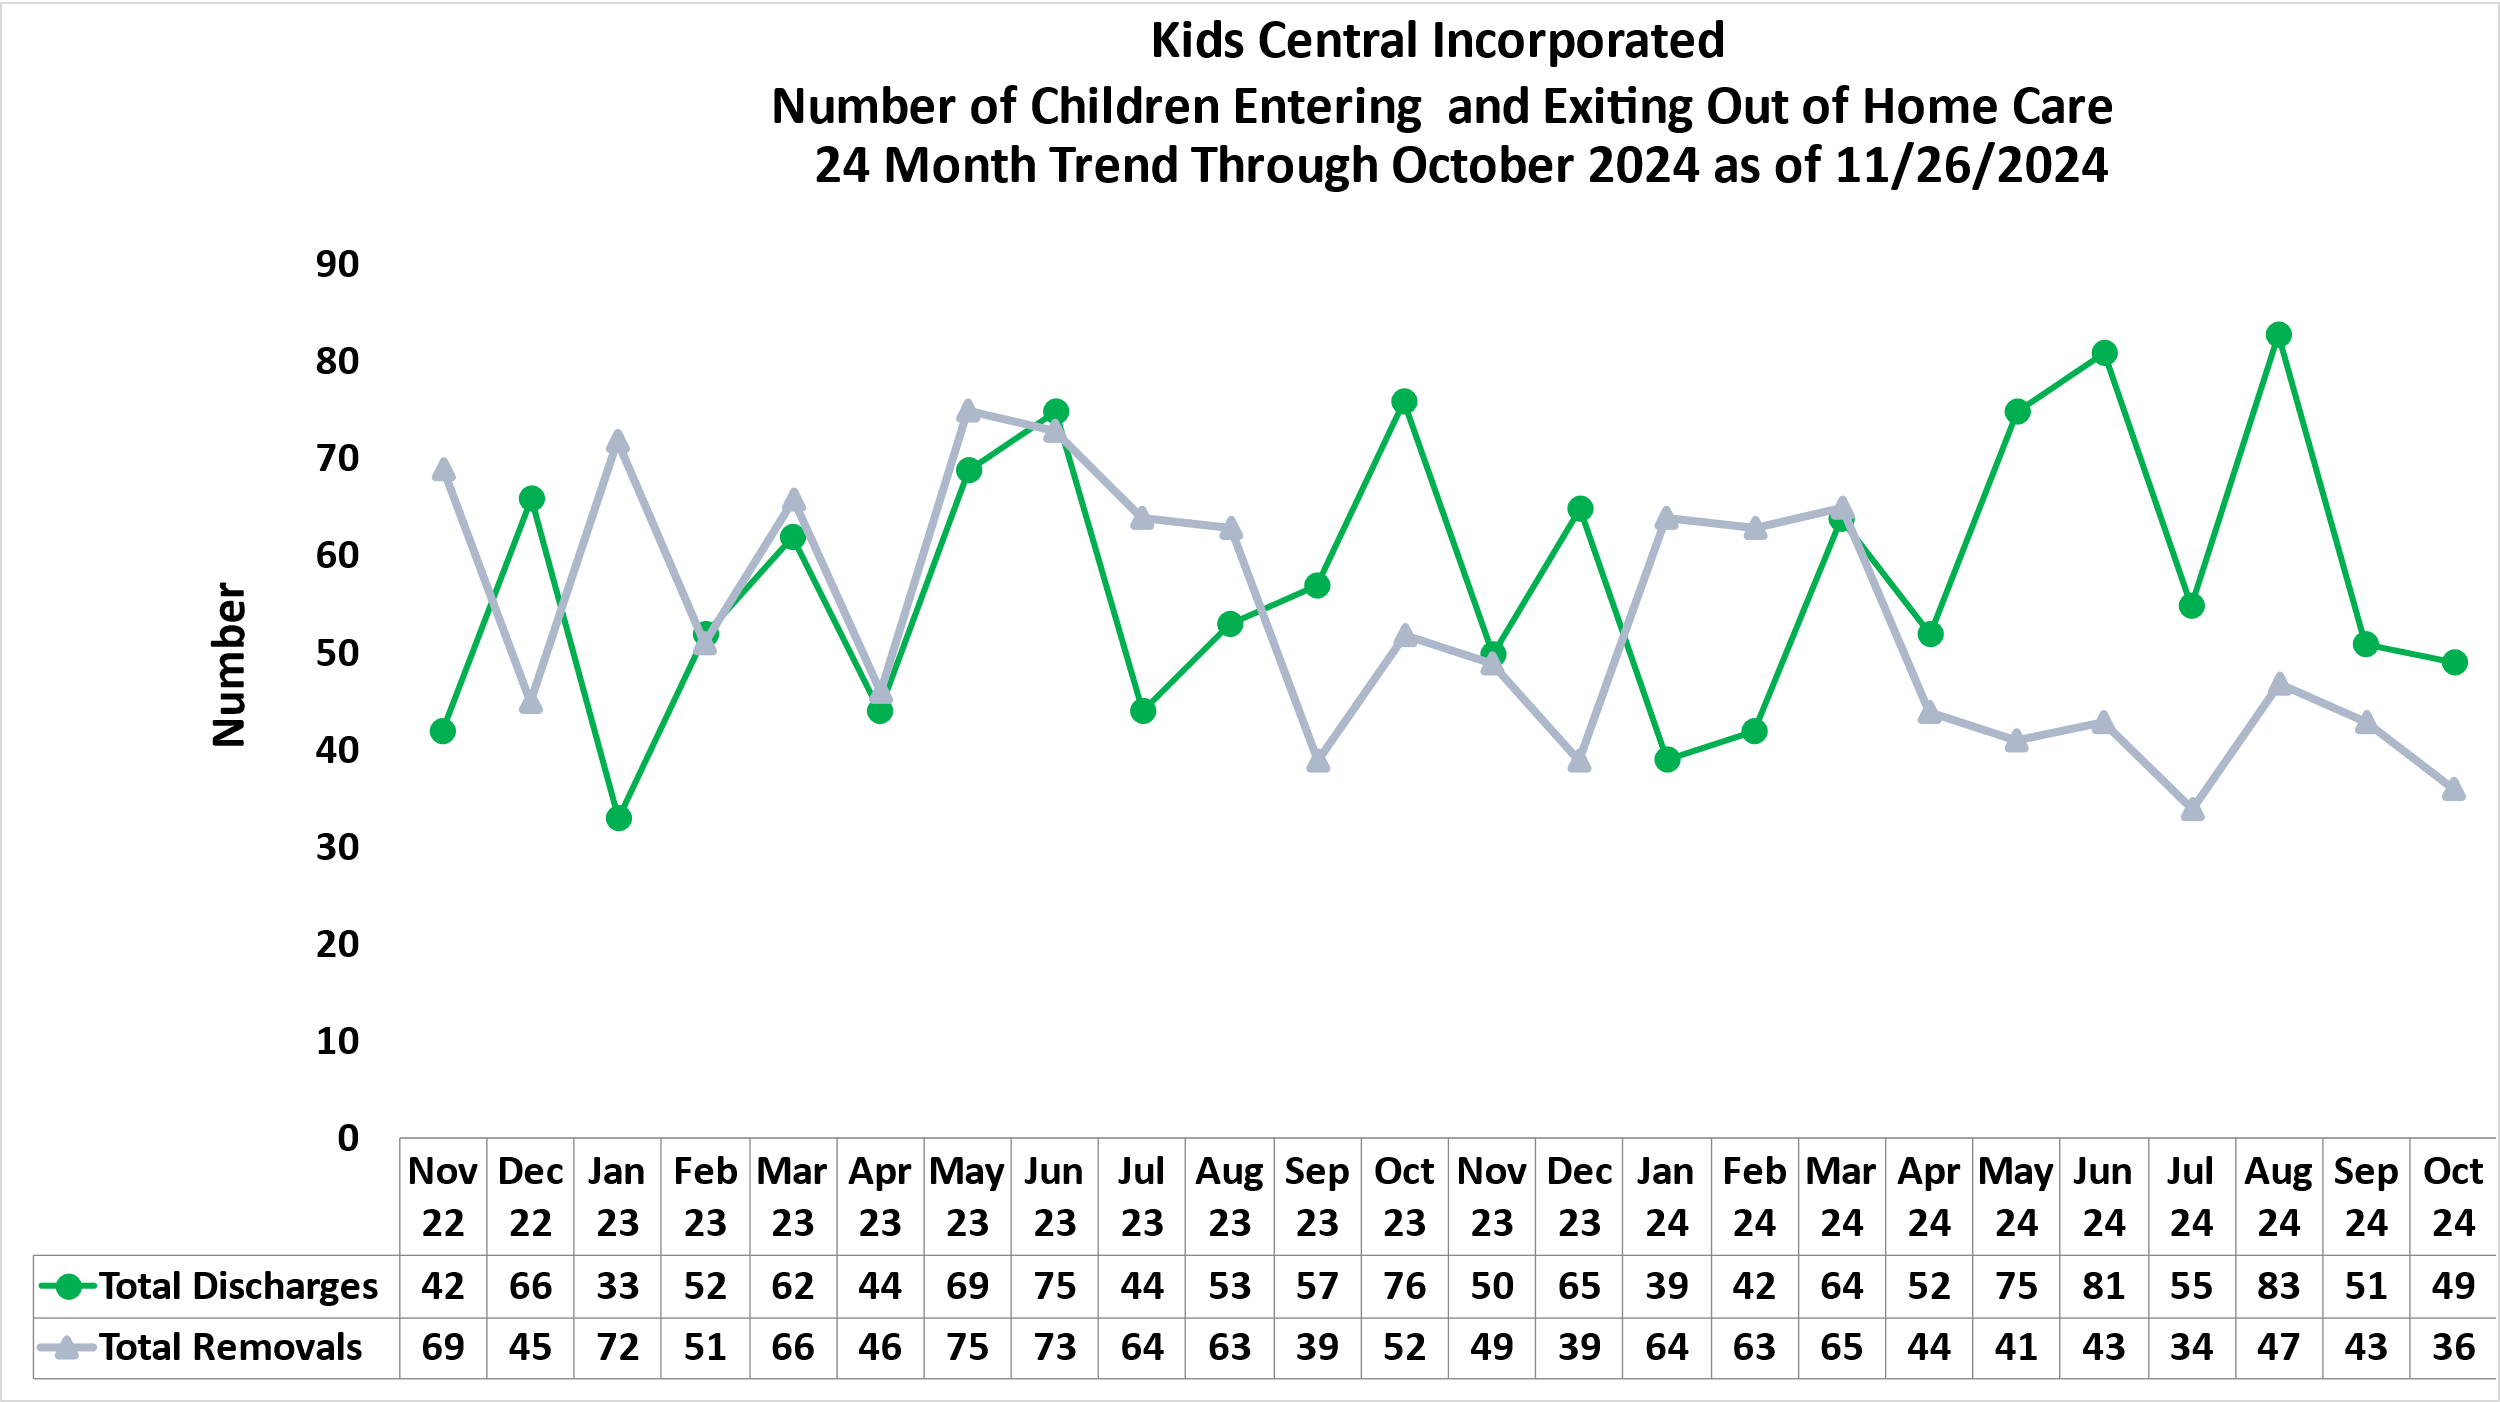 Kids Central Incorporated
Number of Children Entering  and Exiting Out of Home Care
24 Month Trend Through October 2024 as of 11/26/2024
90
80
70
60
50
40
30
20
10
0
Number
Nov Dec Jan Feb Mar Apr May Jun Jul Aug Sep Oct Nov Dec Jan Feb Mar Apr May Jun Jul Aug Sep Oct
22 22 23 23 23 23 23 23 23 23 23 23 23 23 24 24 24 24 24 24 24 24 24 24
Total Discharges 42 66 33 52 62 44 69 75 44 53 57 76 50 65 39 42 64 52 75 81 55 83 51 49
Total Removals 69 45 72 51 66 46 75 73 64 63 39 52 49 39 64 63 65 44 41 43 34 47 43 36